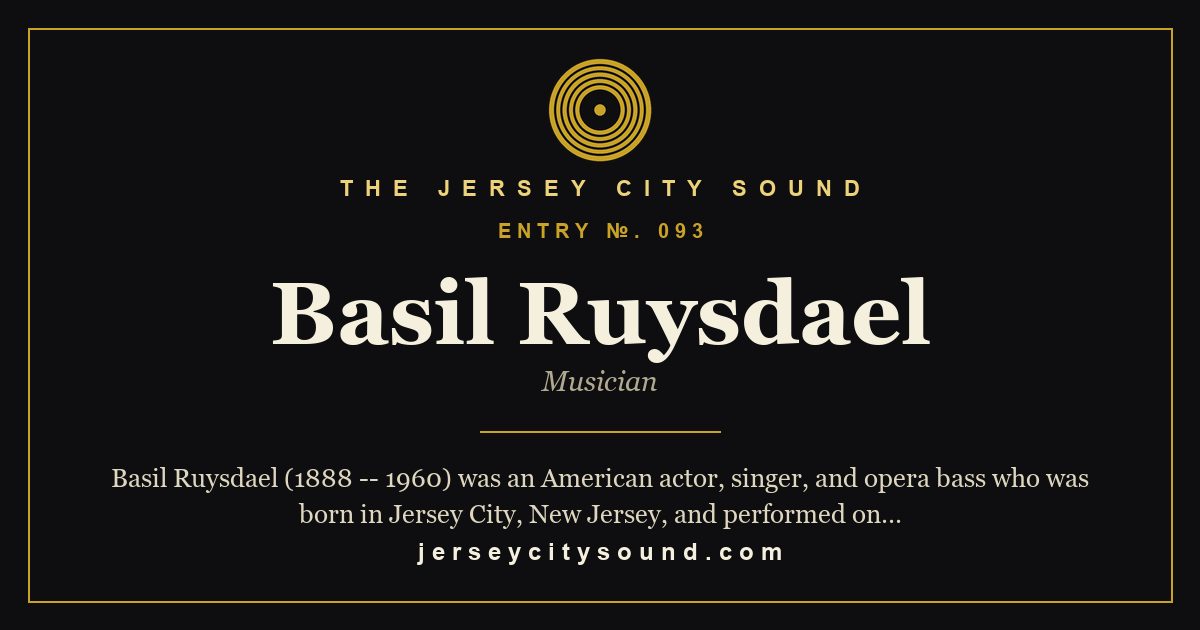 THE JERSEY CITY SOUND
ENTRY №. 093
Basil Ruysdael
Musician
Basil Ruysdael (1888 -- 1960) was an American actor, singer, and opera bass who was
born in Jersey City, New Jersey, and performed on...
jerseycitysound.com